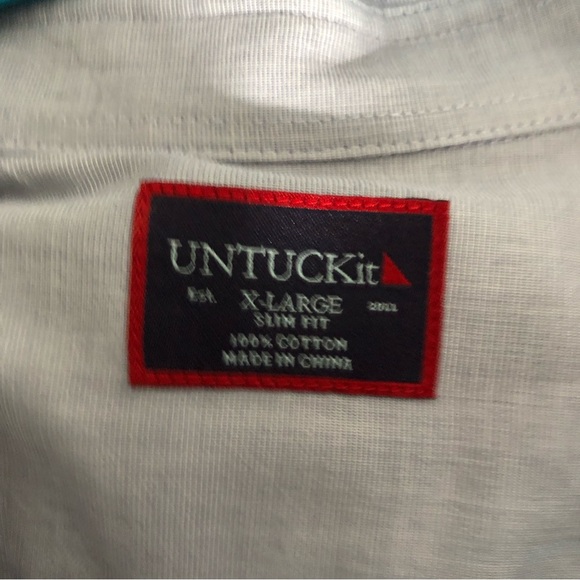 UNTUCKit
Est. X-LARGE 2011
SLIM FIT
100% COTTON
MADE IN CHINA